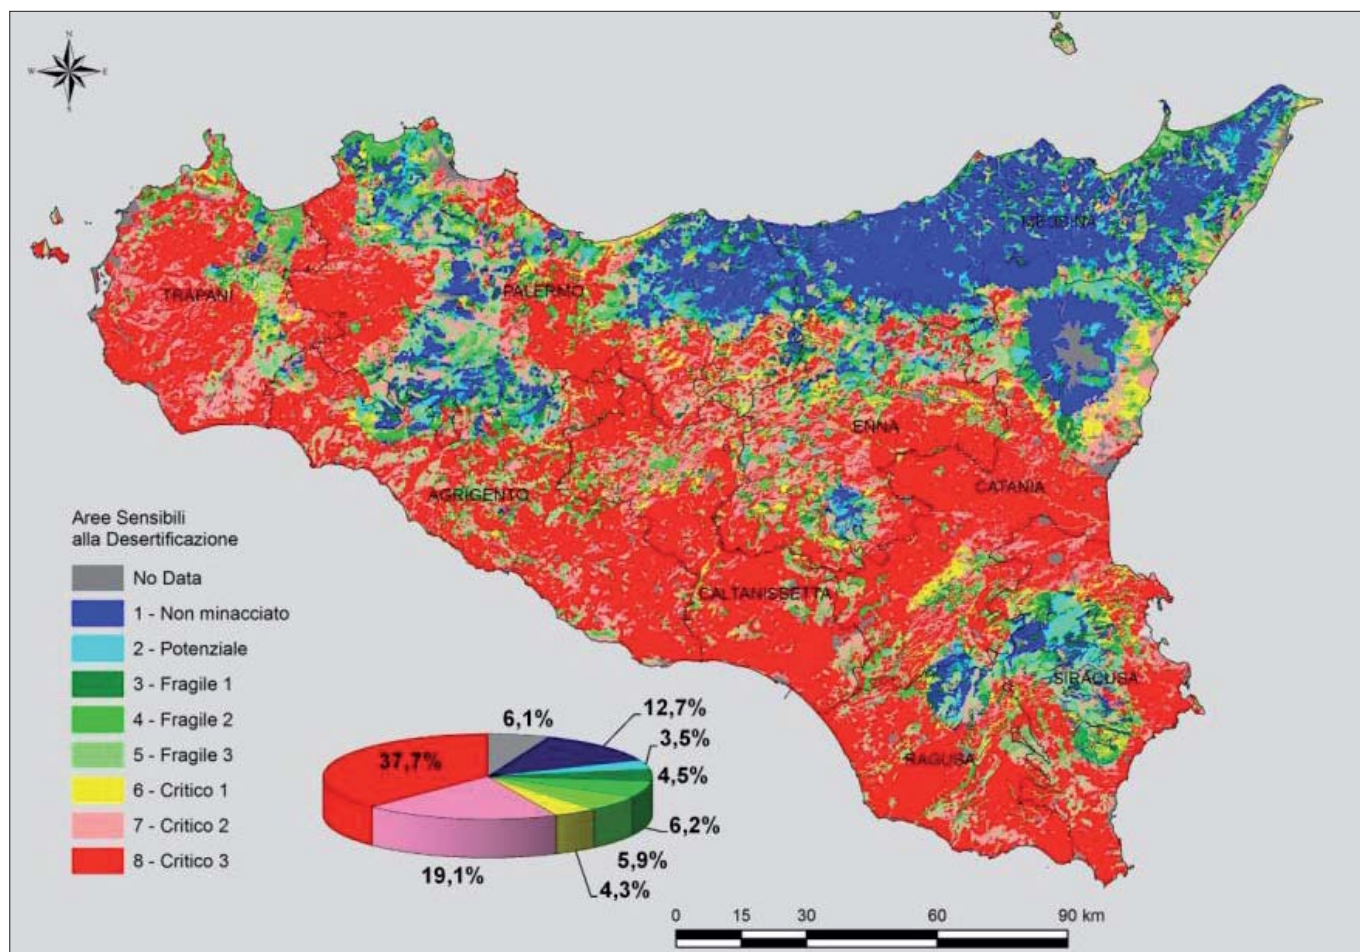 N
W E
S
MESSINA
TRAPANI
PALERMO
ENNA
CATANIA
AGRIGENTO
CALTANISSETTA
SIRACUSA
RAGUSA
Aree Sensibili
alla Desertificazione
No Data
1 - Non minacciato
2 - Potenziale
3 - Fragile 1
4 - Fragile 2
5 - Fragile 3
6 - Critico 1
7 - Critico 2
8 - Critico 3
6,1%
12,7%
3,5%
4,5%
6,2%
5,9%
4,3%
19,1%
37,7%
0 15 30 60 90 km